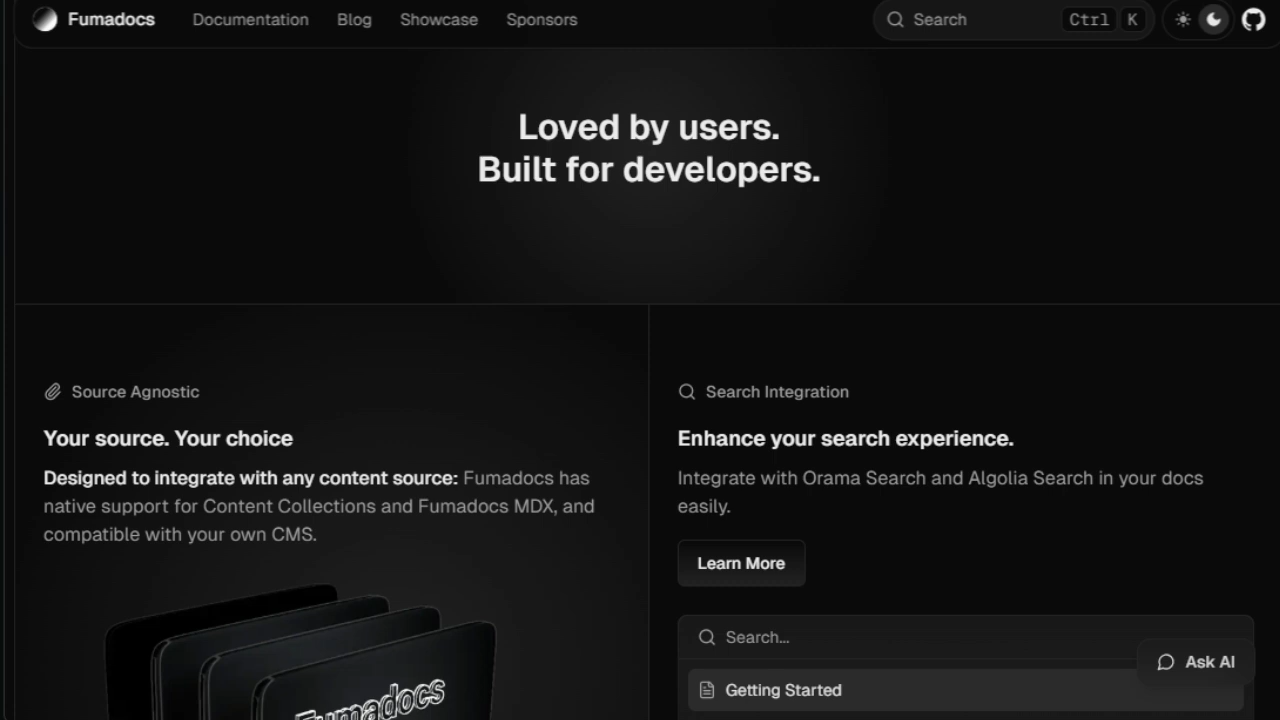 Fumadocs Documentation Blog Showcase Sponsors Search Ctrl K
Loved by users.
Built for developers.
Source Agnostic
Your source. Your choice
Designed to integrate with any content source: Fumadocs has
native support for Content Collections and Fumadocs MDX, and
compatible with your own CMS.
Fumadocs
Search Integration
Enhance your search experience.
Integrate with Orama Search and Algolia Search in your docs
easily.
Learn More
Search...
Ask AI
Getting Started